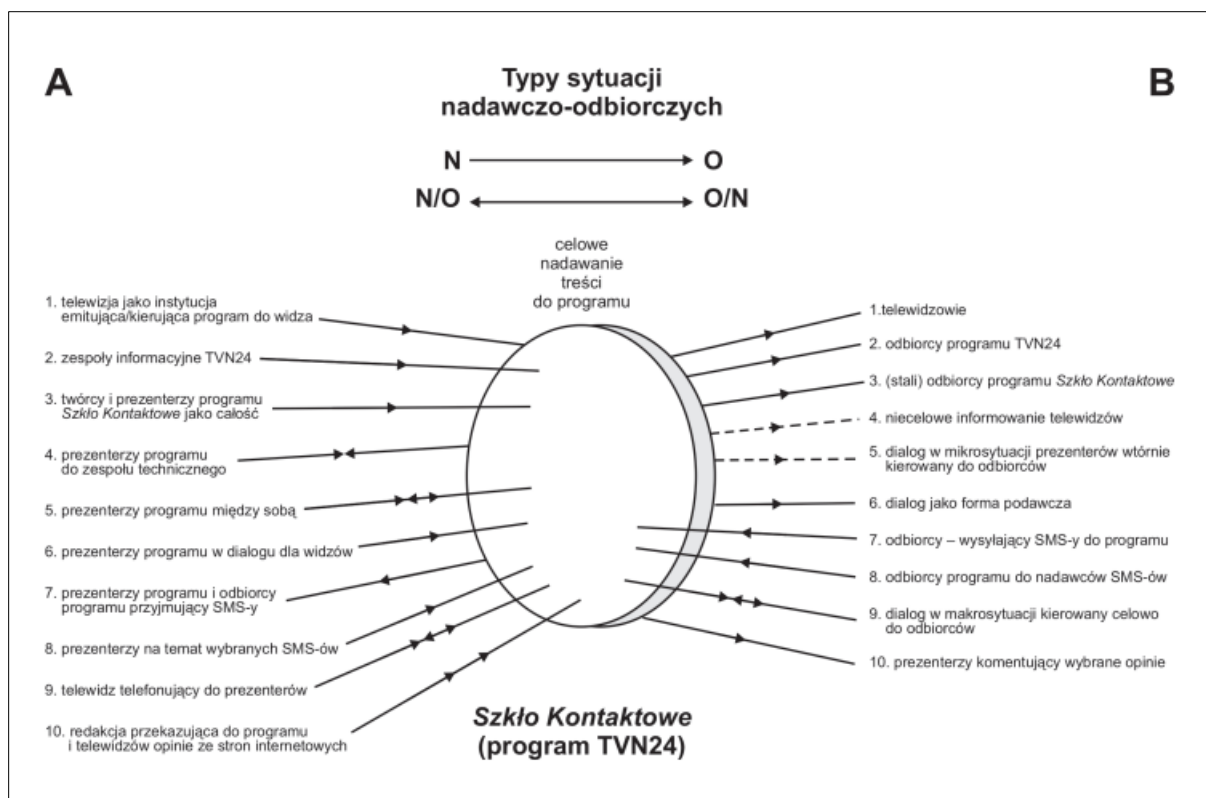 A
Typy sytuacji
nadawczo-odbiorczych
B
N O
N/O O/N
celowe
nadawanie
treści
do programu
1. telewizja jako instytucja
emitująca/kierująca program do widza
2. zespoły informacyjne TVN24
3. twórcy i prezenterzy programu
Szkło Kontaktowe jako całość
4. prezenterzy programu
do zespołu technicznego
5. prezenterzy programu między sobą
6. prezenterzy programu w dialogu dla widzów
7. prezenterzy programu i odbiorcy
programu przyjmujący SMS-y
8. prezenterzy na temat wybranych SMS-ów
9. telewidz telefonujący do prezenterów
10. redakcja przekazująca do programu
i telewidzów opinie ze stron internetowych
1.telewidzowie
2. odbiorcy programu TVN24
3. (stali) odbiorcy programu Szkło Kontaktowe
4. niecelowe informowanie telewidzów
5. dialog w mikrosytuacji prezenterów wtórnie
kierowany do odbiorców
6. dialog jako forma podawcza
7. odbiorcy – wysyłający SMS-y do programu
8. odbiorcy programu do nadawców SMS-ów
9. dialog w makrosytuacji kierowany celowo
do odbiorców
10. prezenterzy komentujący wybrane opinie
Szkło Kontaktowe
(program TVN24)